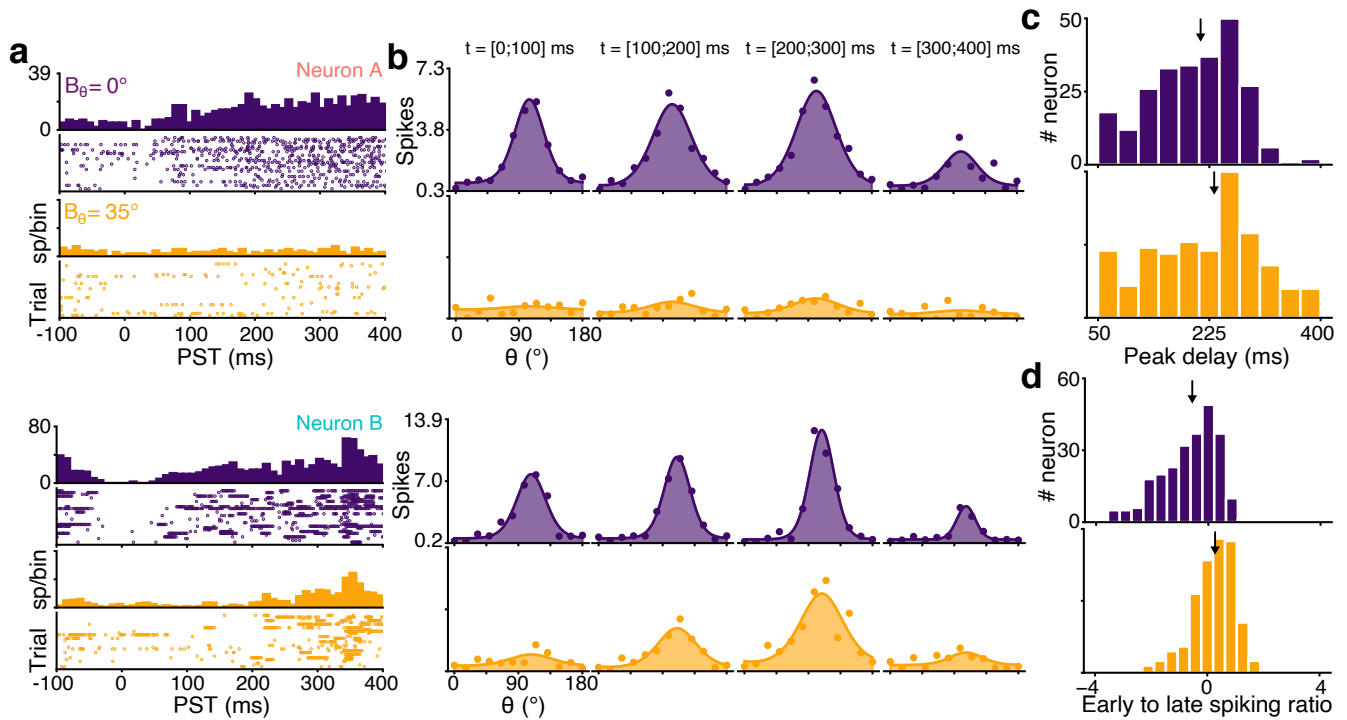 a
Neuron A
39
B_θ = 0°
0
sp/bin
B_θ = 35°
Trial
-100 0 100 200 300 400
PST (ms)
Neuron B
80
0
sp/bin
Trial
-100 0 100 200 300 400
PST (ms)
b
t = [0;100] ms t = [100;200] ms t = [200;300] ms [300;400] ms
7.3
Spikes
3.8
0.3
0 90 180
θ (°)
13.9
Spikes
7.0
0.2
0 90 180
θ (°)
c
50
# neuron
25
0
50 225 400
Peak delay (ms)
d
60
# neuron
30
0
−4 0 4
Early to late spiking ratio